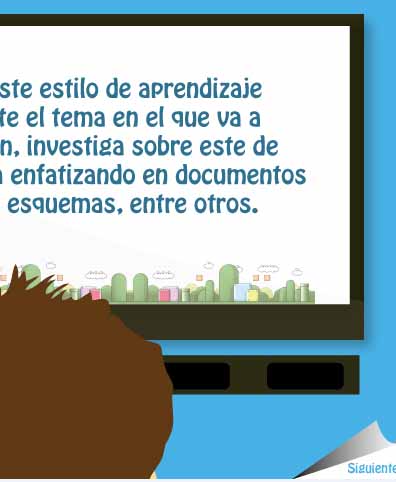 ste estilo de aprendizaje
te el tema en el que va a
n, investiga sobre este de
enfatizando en documentos
esquemas, entre otros.
Siguiente